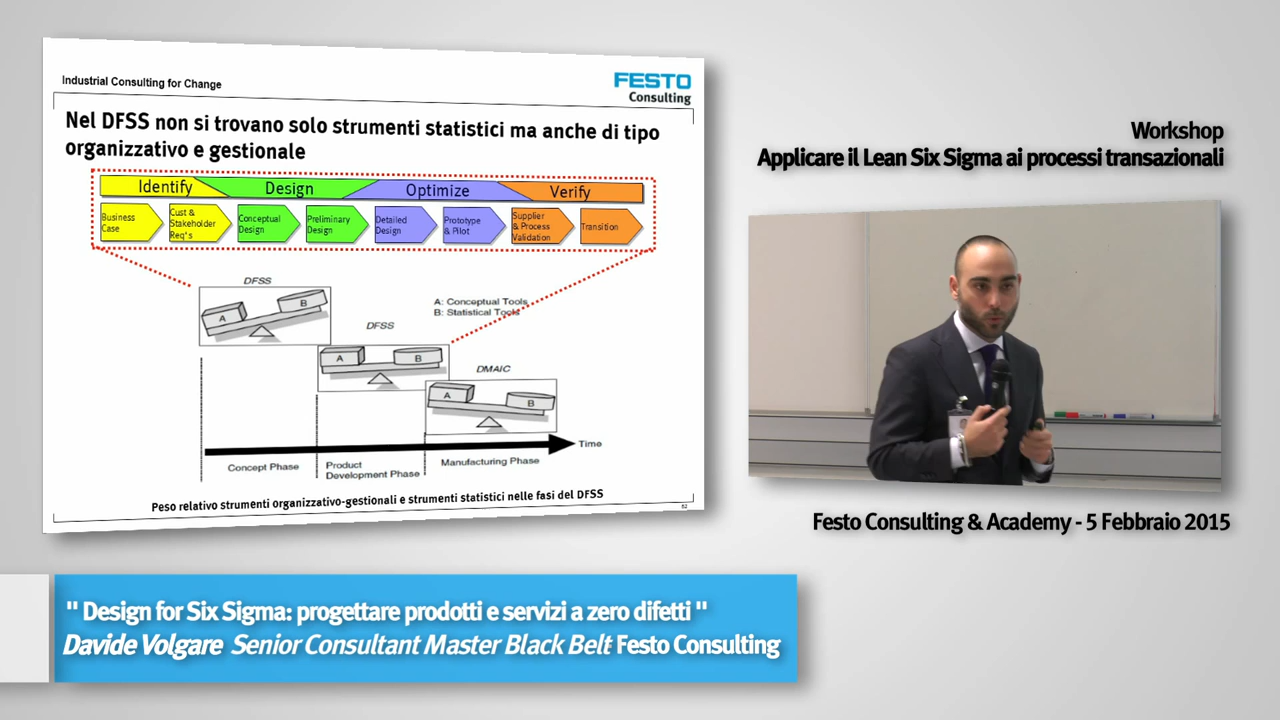 Industrial Consulting for Change
FESTO
Consulting
Nel DFSS non si trovano solo strumenti statistici ma anche di tipo
organizzativo e gestionale
Identify
Design
Optimize
Verify
Business
Case
Cust &
Stakeholder
Req's
Conceptual
Design
Preliminary
Design
Detailed
Design
Prototype
& Pilot
Supplier
& Process
Validation
Transition
DFSS
A
B
A: Conceptual Tools
B: Statistical Tools
DFSS
A
B
DMAIC
A
B
Time
Concept Phase
Product
Development Phase
Manufacturing Phase
Peso relativo strumenti organizzativo-gestionali e strumenti statistici nelle fasi del DFSS
62
Workshop
Applicare il Lean Six Sigma ai processi transazionali
Festo Consulting & Academy - 5 Febbraio 2015
" Design for Six Sigma: progettare prodotti e servizi a zero difetti "
Davide Volgare Senior Consultant Master Black Belt Festo Consulting